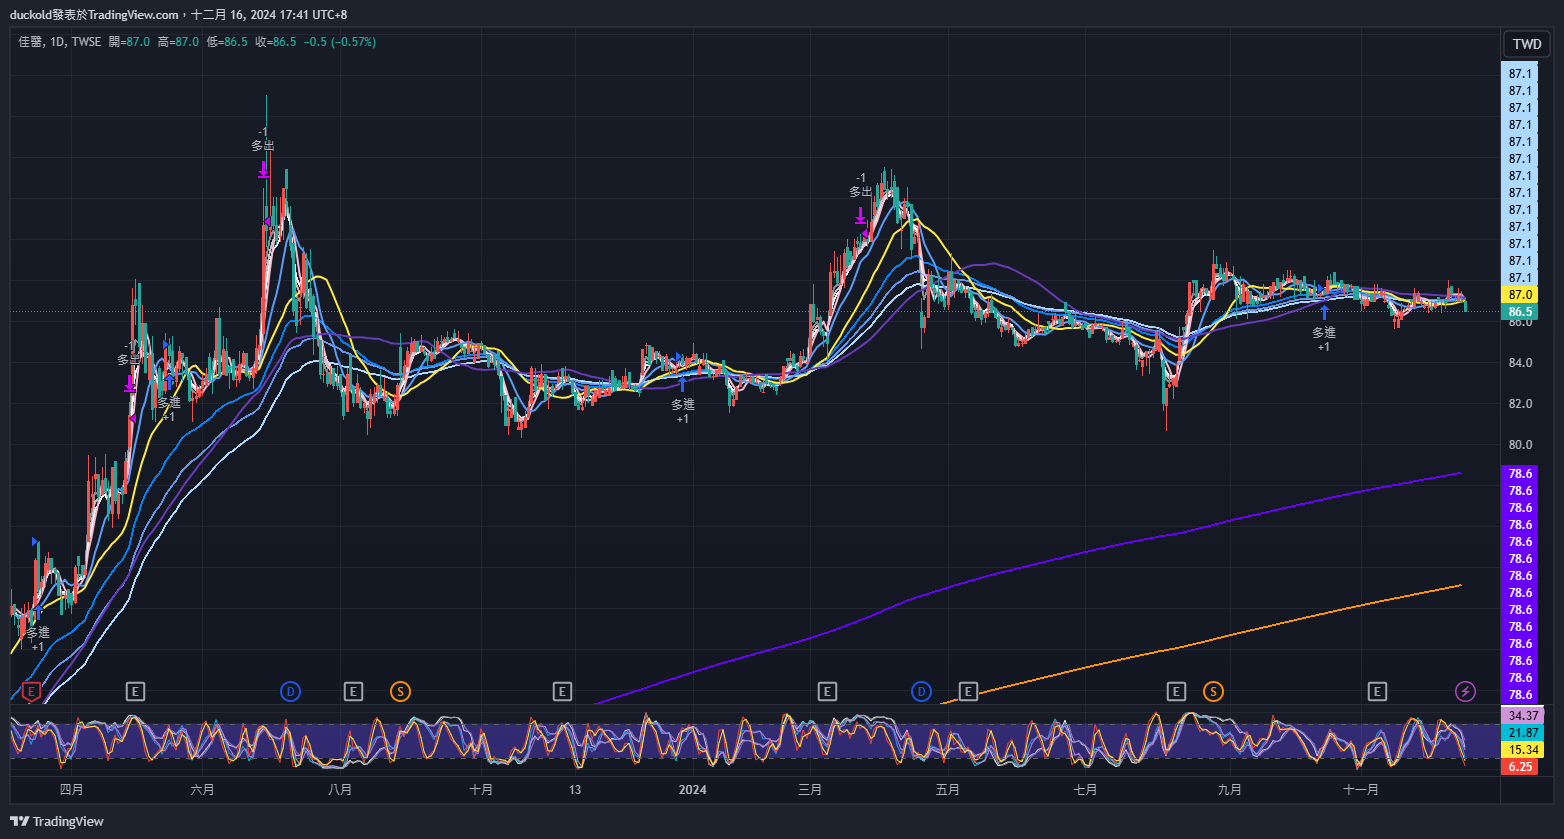 duckold發表於TradingView.com，十二月 16, 2024 17:41 UTC+8
佳醫, 1D, TWSE 開=87.0 高=87.0 低=86.5 收=86.5 −0.5 (−0.57%)
TWD
87.1
87.1
87.1
87.1
87.1
87.1
87.1
87.1
87.1
87.1
87.1
87.1
87.1
87.0
86.5
86.0
84.0
82.0
80.0
78.6
78.6
78.6
78.6
78.6
78.6
78.6
78.6
78.6
78.6
78.6
78.6
78.6
78.6
-1
多出
-1
多出
-1
多出
多進
+1
多進
+1
多進
+1
多進
+1
E
E
D
E
S
E
E
D
E
E
S
E
34.37
21.87
15.34
6.25
四月
六月
八月
十月
13
2024
三月
五月
七月
九月
十一月
TradingView